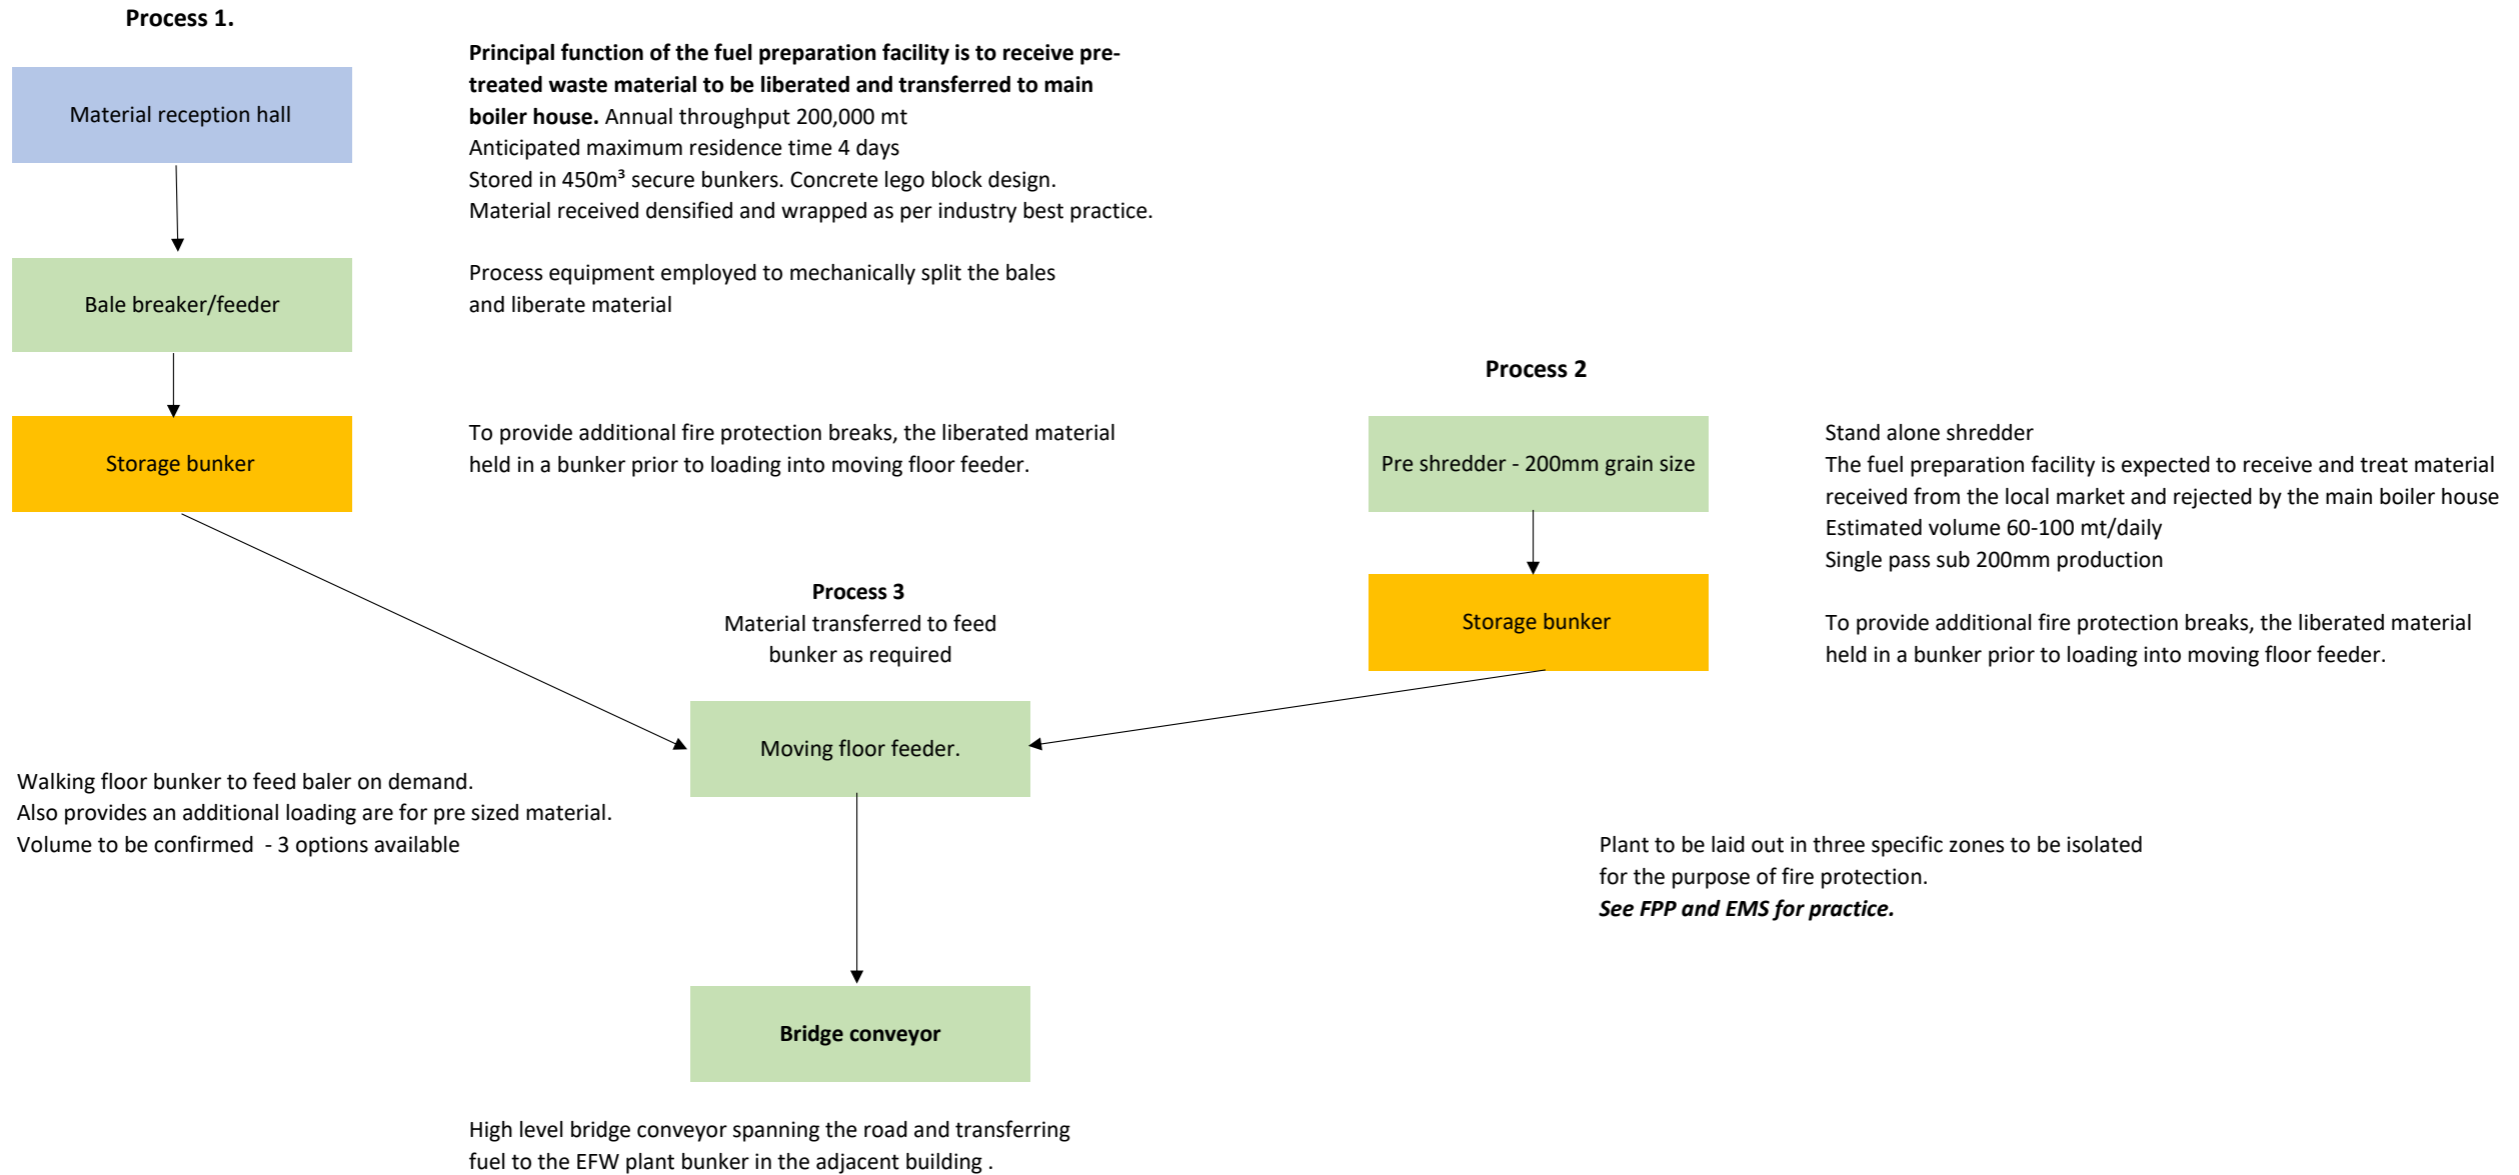 Process 1.
Material reception hall
Principal function of the fuel preparation facility is to receive pre-
treated waste material to be liberated and transferred to main
boiler house. Annual throughput 200,000 mt
Anticipated maximum residence time 4 days
Stored in 450m³ secure bunkers. Concrete lego block design.
Material received densified and wrapped as per industry best practice.
Bale breaker/feeder
Process equipment employed to mechanically split the bales
and liberate material
Storage bunker
To provide additional fire protection breaks, the liberated material
held in a bunker prior to loading into moving floor feeder.
Process 2
Pre shredder - 200mm grain size
Stand alone shredder
The fuel preparation facility is expected to receive and treat material
received from the local market and rejected by the main boiler house
Estimated volume 60-100 mt/daily
Single pass sub 200mm production
Storage bunker
To provide additional fire protection breaks, the liberated material
held in a bunker prior to loading into moving floor feeder.
Process 3
Material transferred to feed
bunker as required
Moving floor feeder.
Walking floor bunker to feed baler on demand.
Also provides an additional loading are for pre sized material.
Volume to be confirmed  - 3 options available
Plant to be laid out in three specific zones to be isolated
for the purpose of fire protection.
See FPP and EMS for practice.
Bridge conveyor
High level bridge conveyor spanning the road and transferring
fuel to the EFW plant bunker in the adjacent building .